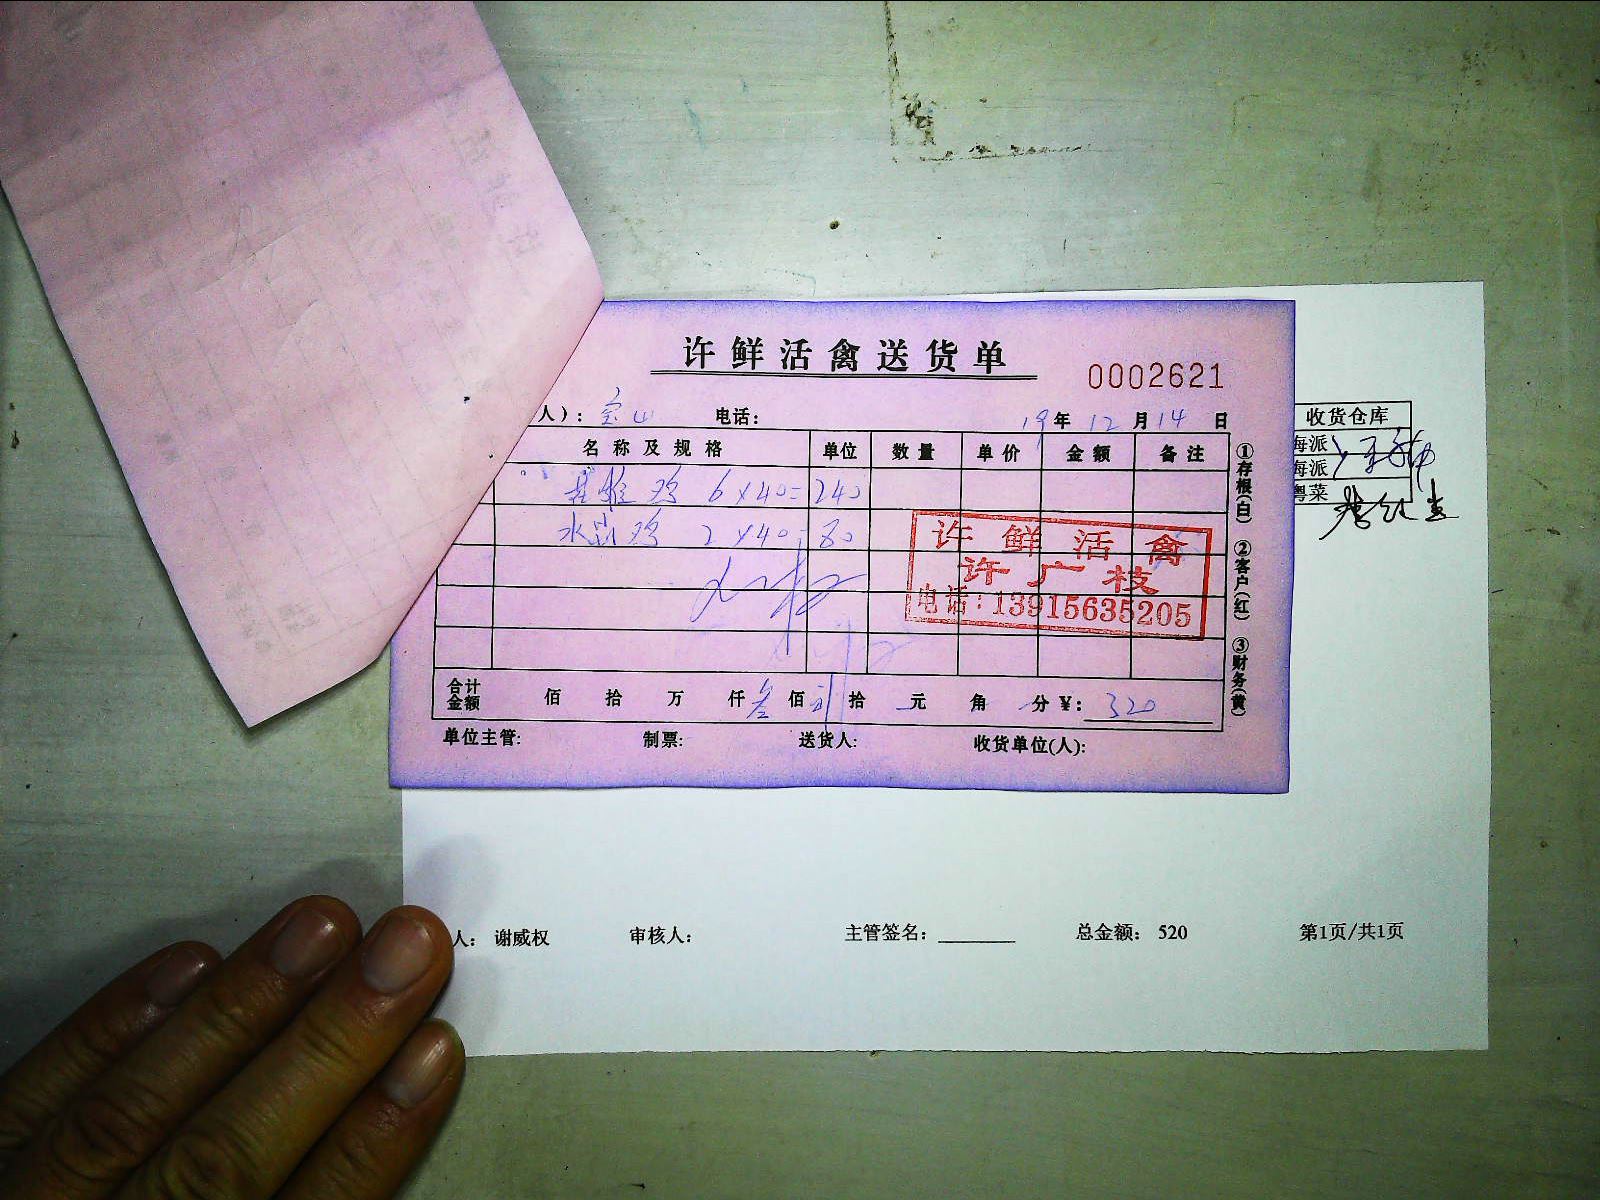 许鲜活禽送货单
0002621
人）： 宝山 电话： 19年12月14日
名称及规格 单位 数量 单价 金额 备注
鸡 6×40=240
水 鸡 2×40=80
许鲜活禽
许广枝
电话：13915635205
合计金额 佰 拾 万 仟叁佰 拾 元 角 分¥： 320
单位主管: 制票: 送货人: 收货单位(人):
①存根(白) ②客户(红) ③财务(黄)
收货仓库
海派
海派
粤菜
人： 谢威权 审核人： 主管签名： 总金额： 520 第1页/共1页